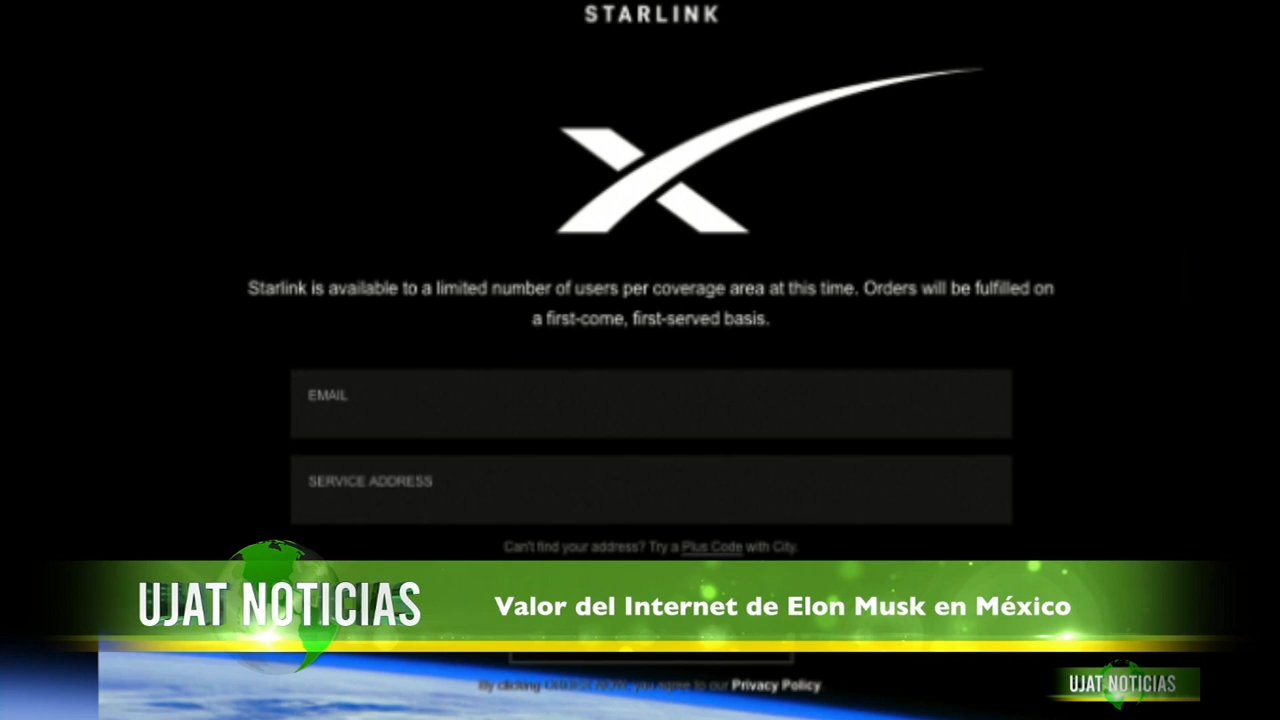 STARLINK
Starlink is available to a limited number of users per coverage area at this time. Orders will be fulfilled on
a first-come, first-served basis.
EMAIL
SERVICE ADDRESS
Can't find your address? Try a Plus Code with City.
UJAT NOTICIAS
Valor del Internet de Elon Musk en México
By clicking you agree to our Privacy Policy
UJAT NOTICIAS